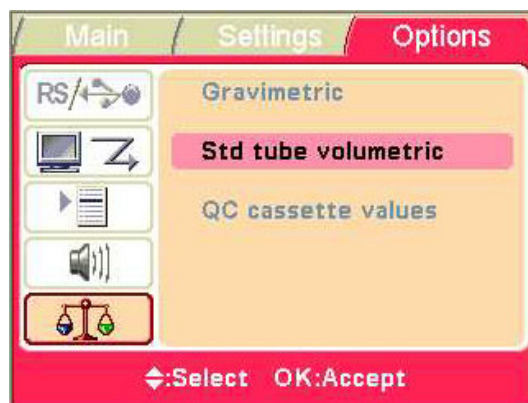 Main Settings Options
RS/
Gravimetric
Std tube volumetric
QC cassette values
:Select OK:Accept